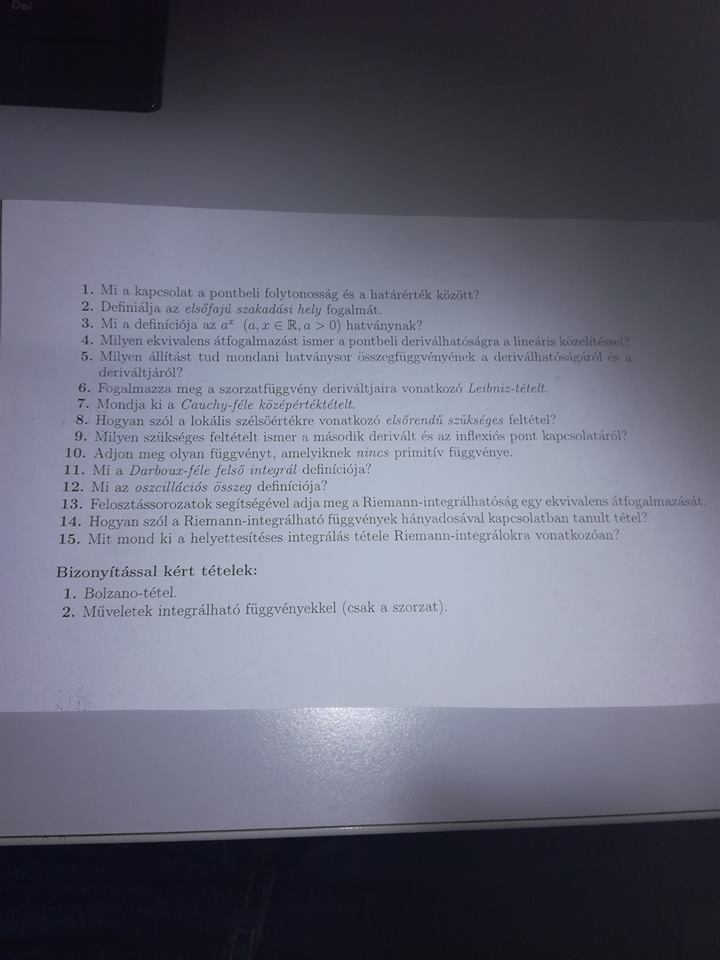 Del
1. Mi a kapcsolat a pontbeli folytonosság és a határérték között?
2. Definiálja az elsőfajú szakadási hely fogalmát.
3. Mi a definíciója az aˣ (a, x ∈ ℝ, a > 0) hatványnak?
4. Milyen ekvivalens átfogalmazást ismer a pontbeli deriválhatóságra a lineáris közelítéssel?
5. Milyen állítást tud mondani hatványsor összegfüggvényének a deriválhatóságáról és a
deriváltjáról?
6. Fogalmazza meg a szorzatfüggvény deriváltjaira vonatkozó Leibniz-tételt.
7. Mondja ki a Cauchy-féle középértéktételt.
8. Hogyan szól a lokális szélsőértékre vonatkozó elsőrendű szükséges feltétel?
9. Milyen szükséges feltételt ismer a második derivált és az inflexiós pont kapcsolatáról?
10. Adjon meg olyan függvényt, amelyiknek nincs primitív függvénye.
11. Mi a Darboux-féle felső integrál definíciója?
12. Mi az oszcillációs összeg definíciója?
13. Felosztássorozatok segítségével adja meg a Riemann-integrálhatóság egy ekvivalens átfogalmazását.
14. Hogyan szól a Riemann-integrálható függvények hányadosával kapcsolatban tanult tétel?
15. Mit mond ki a helyettesítéses integrálás tétele Riemann-integrálokra vonatkozóan?
Bizonyítással kért tételek:
1. Bolzano-tétel.
2. Műveletek integrálható függvényekkel (csak a szorzat).